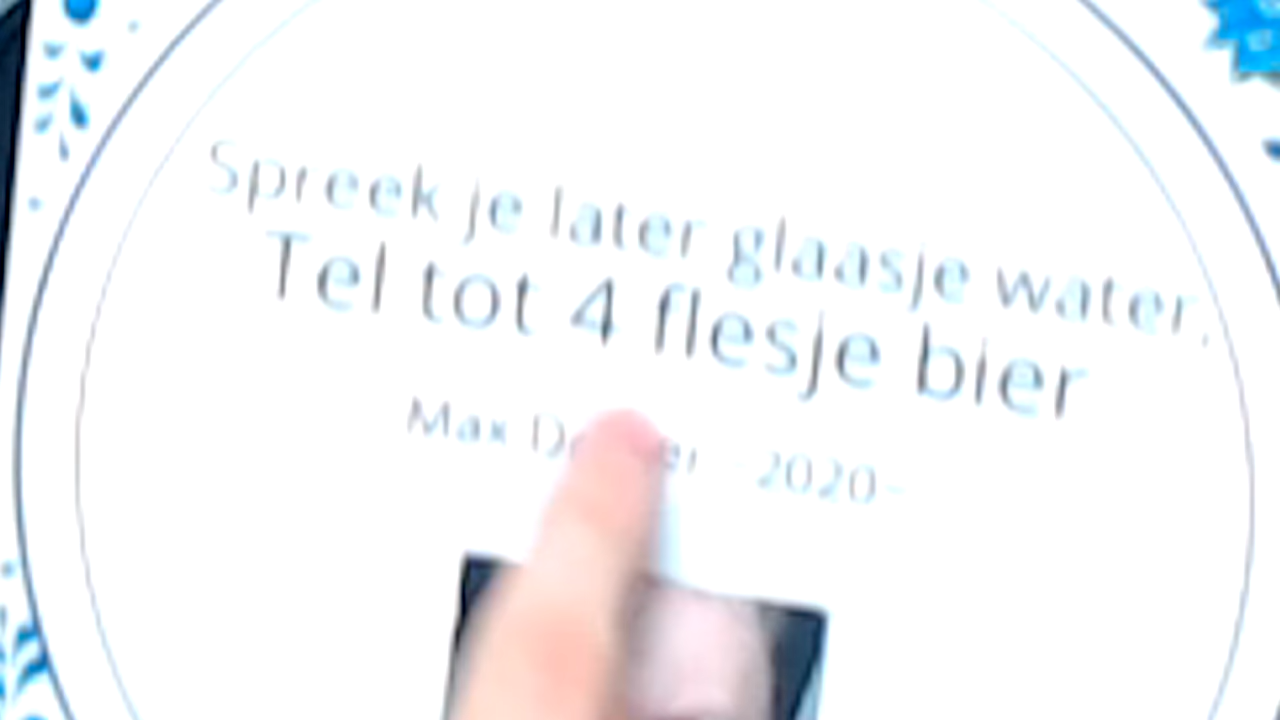 Spreek je later glaasje water,
Tel tot 4 flesje bier
Max - 2020 -